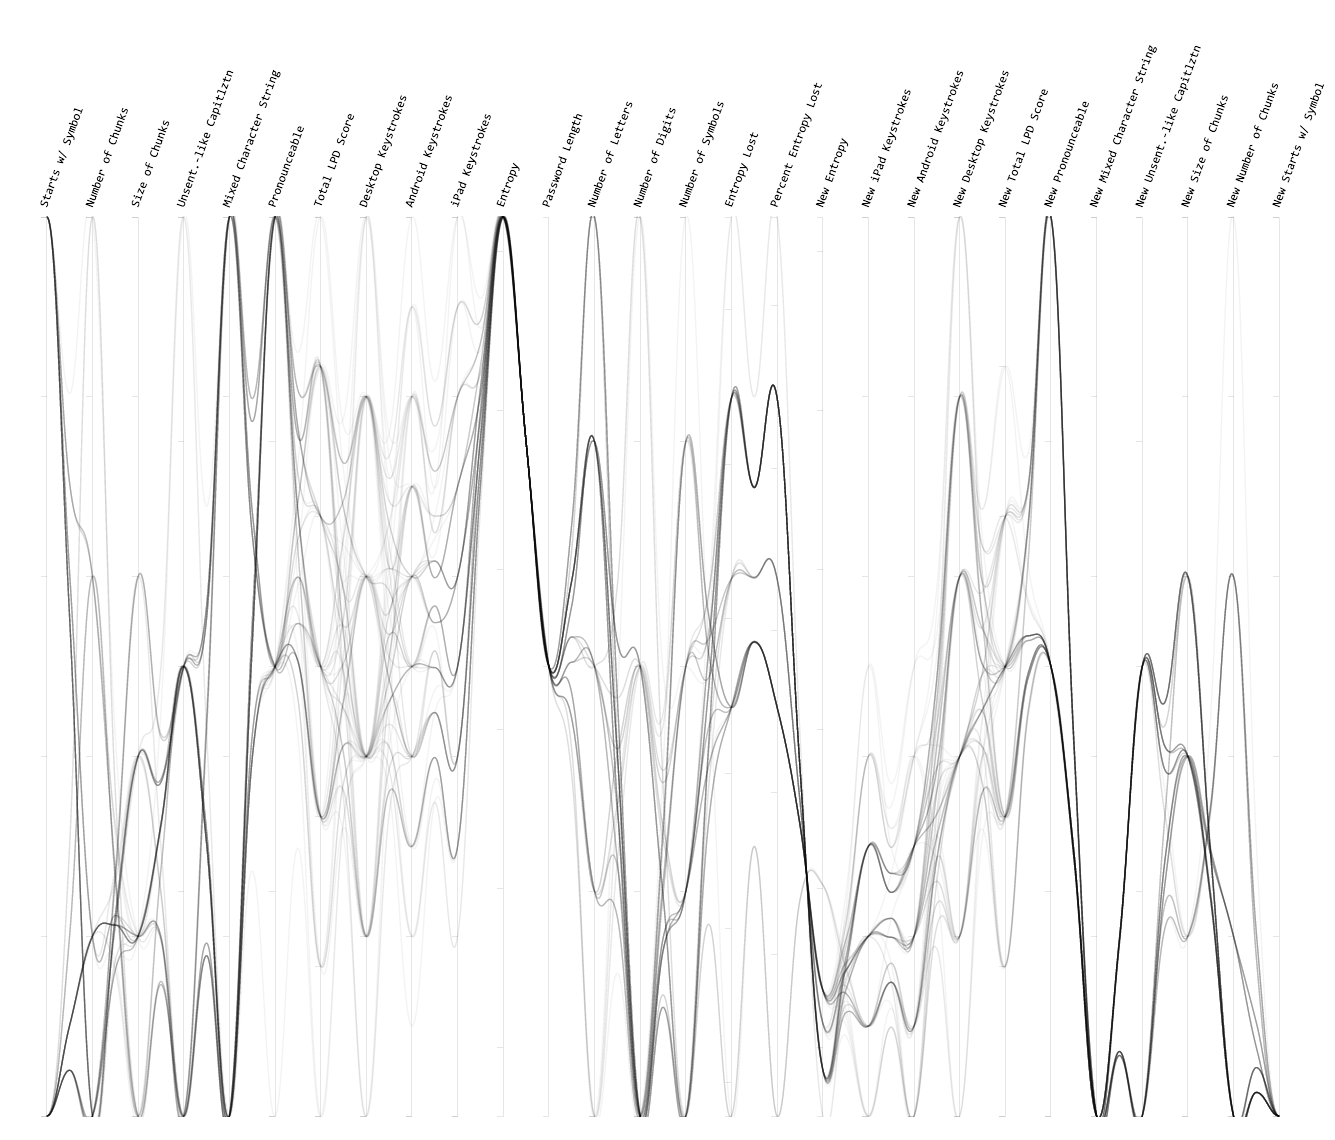 Starts w/ Symbol
Number of Chunks
Size of Chunks
Unsent.-like Capitlztn
Mixed Character String
Pronounceable
Total LPD Score
Desktop Keystrokes
Android Keystrokes
iPad Keystrokes
Entropy
Password Length
Number of Letters
Number of Digits
Number of Symbols
Entropy Lost
Percent Entropy Lost
New Entropy
New iPad Keystrokes
New Android Keystrokes
New Desktop Keystrokes
New Total LPD Score
New Pronounceable
New Mixed Character String
New Unsent.-like Capitlztn
New Size of Chunks
New Number of Chunks
New Starts w/ Symbol